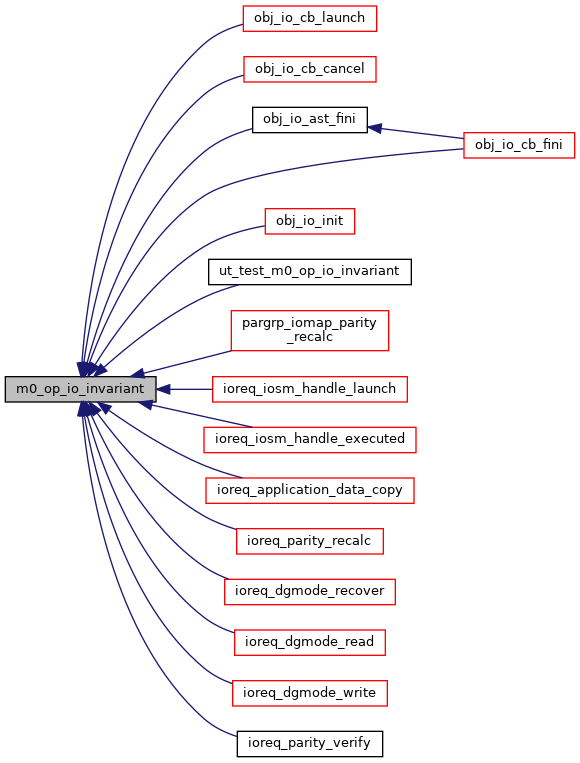 obj_io_cb_launch
obj_io_cb_cancel
obj_io_ast_fini
obj_io_cb_fini
obj_io_init
ut_test_m0_op_io_invariant
pargrp_iomap_parity
_recalc
m0_op_io_invariant
ioreq_iosm_handle_launch
ioreq_iosm_handle_executed
ioreq_application_data_copy
ioreq_parity_recalc
ioreq_dgmode_recover
ioreq_dgmode_read
ioreq_dgmode_write
ioreq_parity_verify